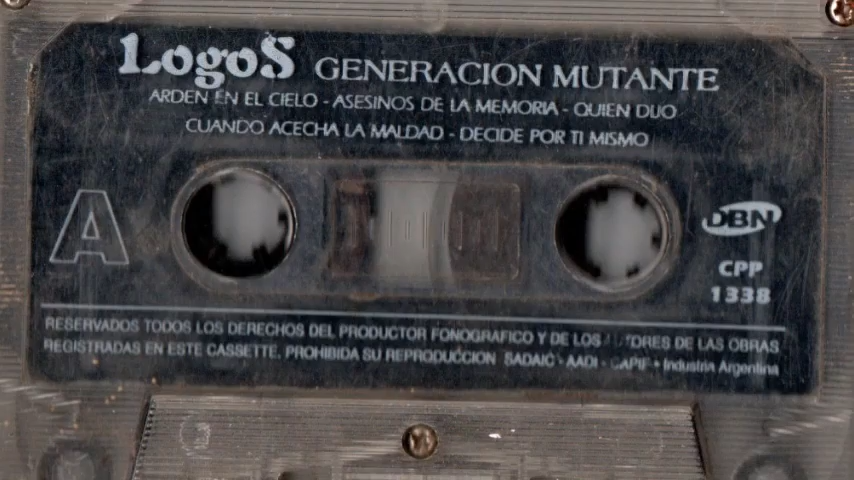 LogoS GENERACION MUTANTE
ARDEN EN EL CIELO - ASESINOS DE LA MEMORIA - QUIEN DIJO
CUANDO ACECHA LA MALDAD - DECIDE POR TI MISMO
A
DBN
CPP
1338
RESERVADOS TODOS LOS DERECHOS DEL PRODUCTOR FONOGRAFICO Y DE LOS DE LAS OBRAS
REGISTRADAS EN ESTE CASSETTE. PROHIBIDA SU REPRODUCCION SADAIC - AADI - CAPIF • Industria Argentina